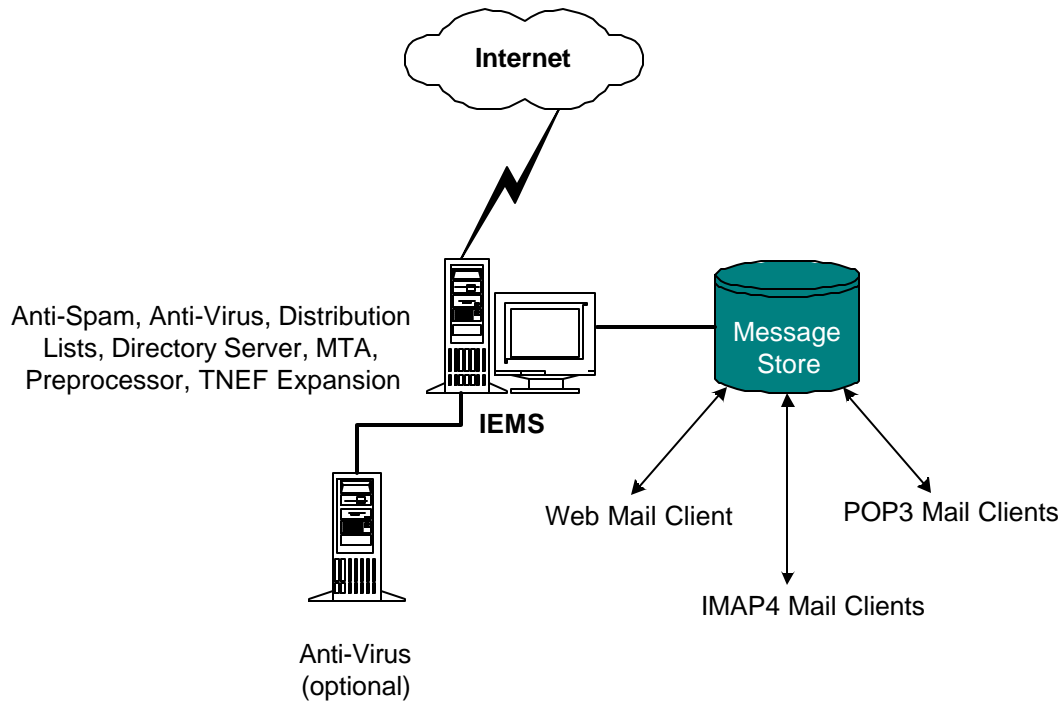 Internet
Anti-Spam, Anti-Virus, Distribution
Lists, Directory Server, MTA,
Preprocessor, TNEF Expansion
IEMS
Message
Store
Web Mail Client
POP3 Mail Clients
IMAP4 Mail Clients
Anti-Virus
(optional)